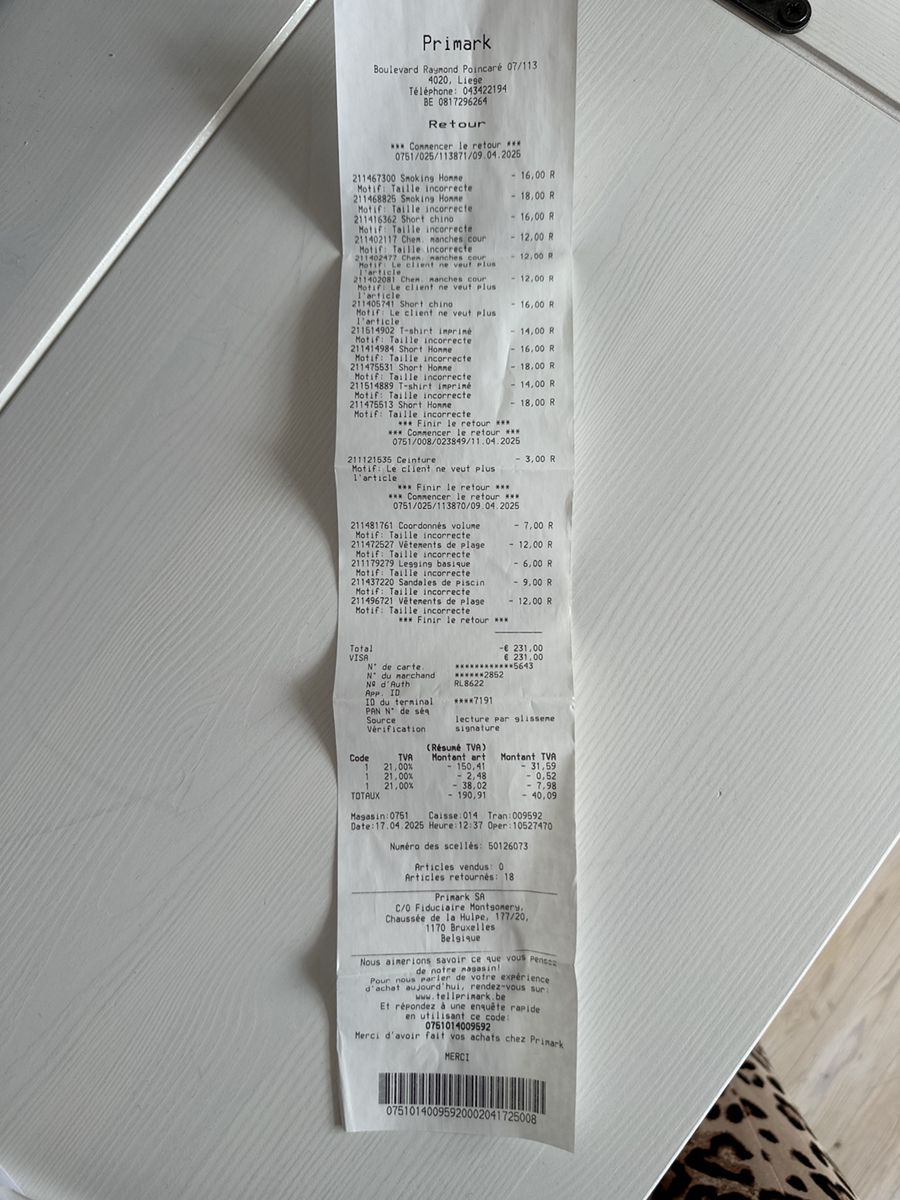 Primark
Boulevard Raymond Poincaré 07/113
4020, Liege
Téléphone: 043422194
BE 0817296264
Retour
*** Commencer le retour ***
0751/025/113871/09.04.2025
211467300 Smoking Homme - 16,00 R
Motif: Taille incorrecte
211468825 Smoking Homme - 18,00 R
Motif: Taille incorrecte
211416362 Short chino - 16,00 R
Motif: Taille incorrecte
211402117 Chem. manches cour - 12,00 R
Motif: Taille incorrecte
211402477 Chem. manches cour - 12,00 R
Motif: Le client ne veut plus
l'article
211402081 Chem. manches cour - 12,00 R
Motif: Le client ne veut plus
l'article
211405741 Short chino - 16,00 R
Motif: Le client ne veut plus
l'article
211514902 T-shirt imprimé - 14,00 R
Motif: Taille incorrecte
211414984 Short Homme - 16,00 R
Motif: Taille incorrecte
211475531 Short Homme - 18,00 R
Motif: Taille incorrecte
211514889 T-shirt imprimé - 14,00 R
Motif: Taille incorrecte
211475513 Short Homme - 18,00 R
Motif: Taille incorrecte
*** Finir le retour ***
*** Commencer le retour ***
0751/008/023849/11.04.2025
211121535 Ceinture - 3,00 R
Motif: Le client ne veut plus
l'article
*** Finir le retour ***
*** Commencer le retour ***
0751/025/113870/09.04.2025
211481761 Coordonnés volume - 7,00 R
Motif: Taille incorrecte
211472527 Vêtements de plage - 12,00 R
Motif: Taille incorrecte
211179279 Legging basique - 6,00 R
Motif: Taille incorrecte
211437220 Sandales de piscin - 9,00 R
Motif: Taille incorrecte
211496721 Vêtements de plage - 12,00 R
Motif: Taille incorrecte
*** Finir le retour ***
Total -€ 231,00
VISA € 231,00
N° de carte. ************5643
N° du marchand ******2852
Nº d'Auth RL8622
App. ID
ID du terminal ****7191
PAN N° de séq
Source lecture par glisseme
Vérification signature
(Résumé TVA)
Code TVA Montant art Montant TVA
1 21,00% - 150,41 - 31,59
1 21,00% - 2,48 - 0,52
1 21,00% - 38,02 - 7,98
TOTAUX - 190,91 - 40,09
Magasin:0751 Caisse:014 Tran:009592
Date:17.04.2025 Heure:12:37 Oper:10527470
Numéro des scellés: 50126073
Articles vendus: 0
Articles retournés: 18
Primark SA
C/O Fiduciaire Montgomery,
Chaussée de la Hulpe, 177/20,
1170 Bruxelles
Belgique
Nous aimerions savoir ce que vous pensez
de notre magasin!
Pour nous parler de votre expérience
d'achat aujourd'hui, rendez-vous sur:
www.tellprimark.be
Et répondez à une enquête rapide
en utilisant ce code:
0751014009592
Merci d'avoir fait vos achats chez Primark
MERCI
07510140095920002041725008